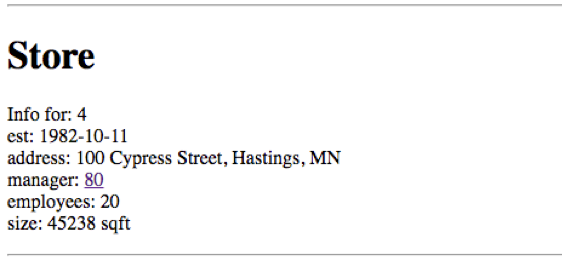 Store
Info for: 4
est: 1982-10-11
address: 100 Cypress Street, Hastings, MN
manager: 80
employees: 20
size: 45238 sqft